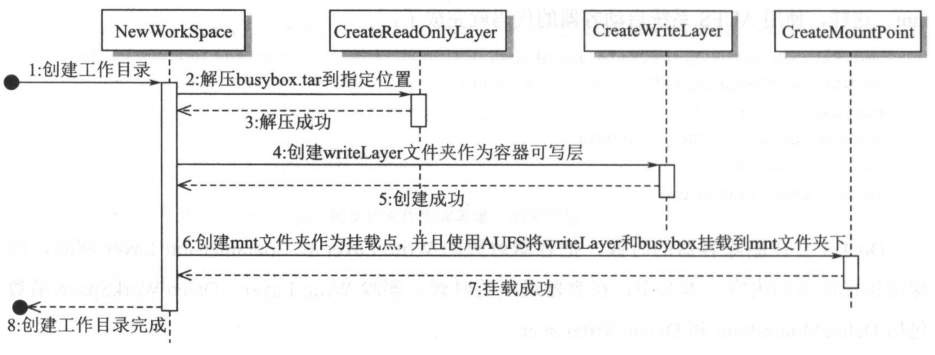 NewWorkSpace
CreateReadOnlyLayer
CreateWriteLayer
CreateMountPoint
1:创建工作目录
2:解压busybox.tar到指定位置
3:解压成功
4:创建writeLayer文件夹作为容器可写层
5:创建成功
6:创建mnt文件夹作为挂载点，并且使用AUFS将writeLayer和busybox挂载到mnt文件夹下
7:挂载成功
8:创建工作目录完成